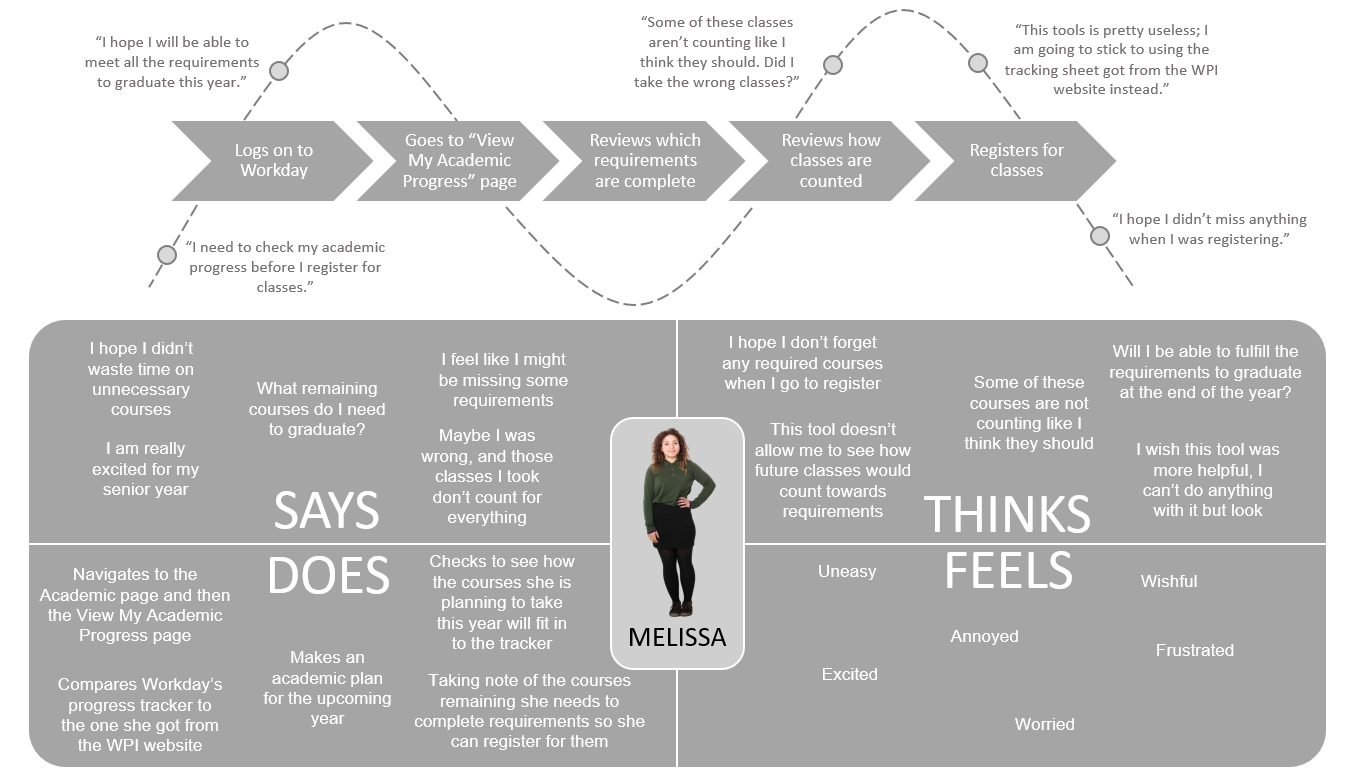 “I hope I will be able to
meet all the requirements
to graduate this year.”
“Some of these classes
aren’t counting like I
think they should. Did I
take the wrong classes?”
“This tools is pretty useless; I
am going to stick to using the
tracking sheet got from the WPI
website instead.”
Logs on to
Workday
Goes to “View
My Academic
Progress” page
Reviews which
requirements
are complete
Reviews how
classes are
counted
Registers for
classes
“I need to check my academic
progress before I register for
classes.”
“I hope I didn’t miss anything
when I was registering.”
I hope I didn’t
waste time on
unnecessary
courses
I am really
excited for my
senior year
What remaining
courses do I need
to graduate?
I feel like I might
be missing some
requirements
Maybe I was
wrong, and those
classes I took
don’t count for
everything
SAYS
I hope I don’t forget
any required courses
when I go to register
This tool doesn’t
allow me to see how
future classes would
count towards
requirements
Some of these
courses are not
counting like I
think they should
Will I be able to fulfill the
requirements to graduate
at the end of the year?
I wish this tool was
more helpful, I
can’t do anything
with it but look
THINKS
DOES
Navigates to the
Academic page and then
the View My Academic
Progress page
Compares Workday’s
progress tracker to
the one she got from
the WPI website
Makes an
academic plan
for the upcoming
year
Checks to see how
the courses she is
planning to take
this year will fit in
to the tracker
Taking note of the courses
remaining she needs to
complete requirements so she
can register for them
MELISSA
FEELS
Uneasy
Wishful
Annoyed
Frustrated
Excited
Worried